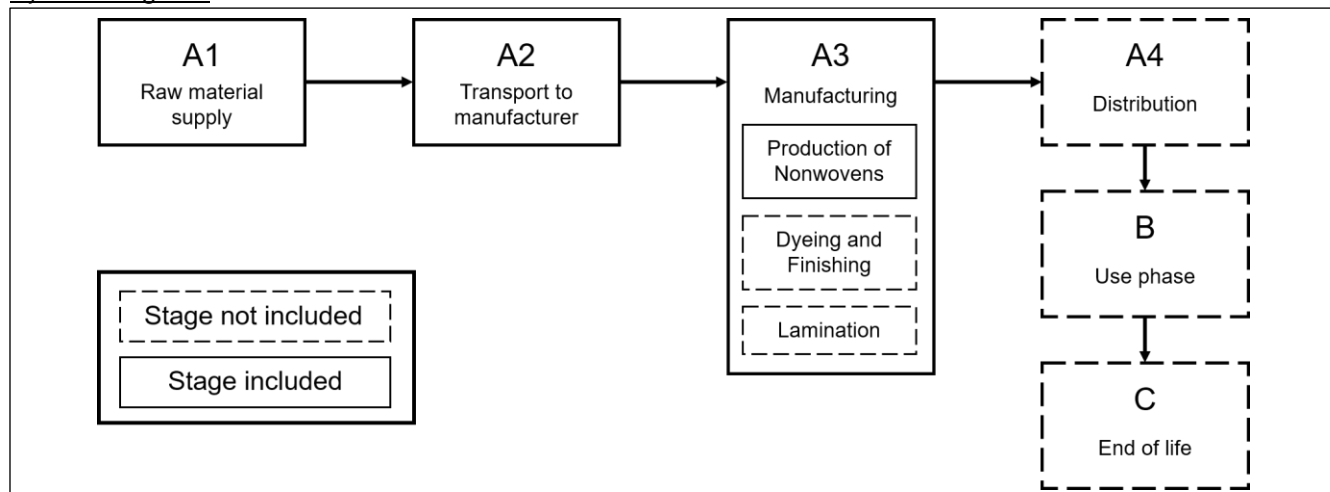 A1
Raw material
supply
A2
Transport to
manufacturer
A3
Manufacturing
Production of
Nonwovens
Dyeing and
Finishing
Lamination
A4
Distribution
B
Use phase
C
End of life
Stage not included
Stage included